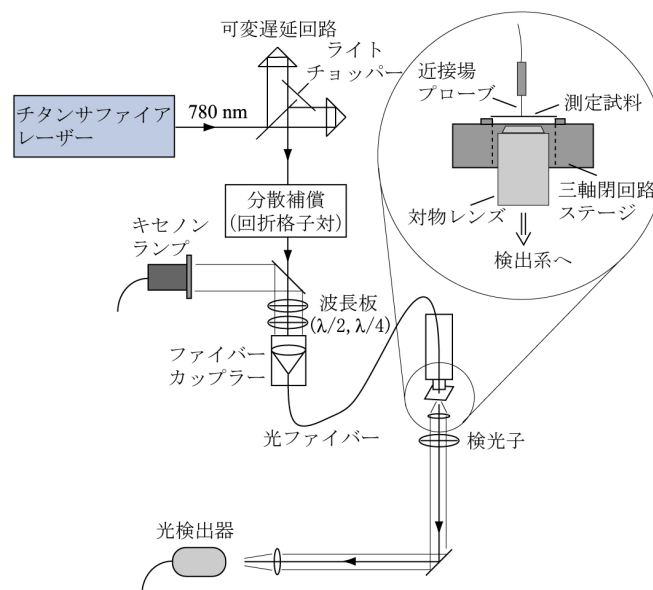 可変遅延回路
ライト
チョッパー
チタンサファイア
レーザー
780 nm
近接場
プローブ
測定試料
三軸閉回路
ステージ
対物レンズ
検出系へ
分散補償
(回折格子対)
キセノン
ランプ
波長板
(λ/2, λ/4)
ファイバー
カップラー
光ファイバー
検光子
光検出器